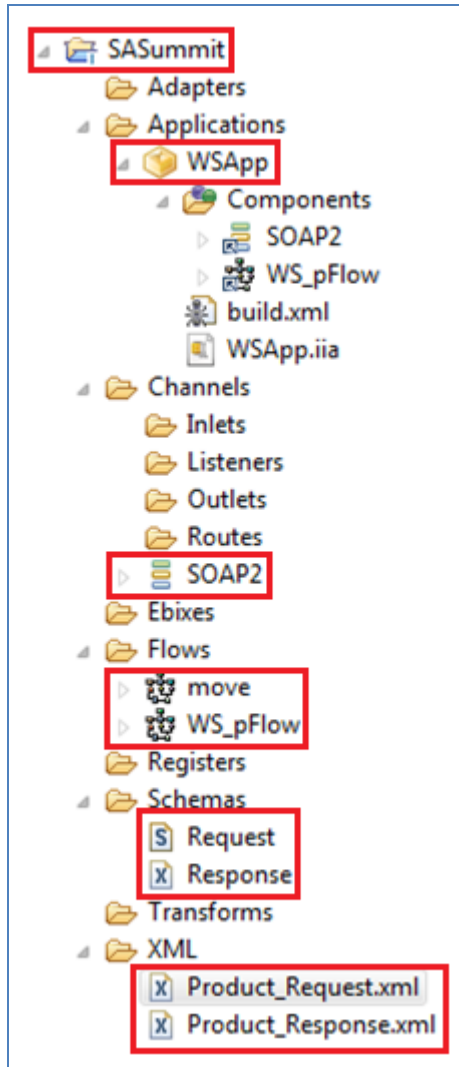 SASummit
Adapters
Applications
WSApp
Components
SOAP2
WS_pFlow
build.xml
WSApp.iia
Channels
Inlets
Listeners
Outlets
Routes
SOAP2
Ebixes
Flows
move
WS_pFlow
Registers
Schemas
S Request
X Response
Transforms
XML
X Product_Request.xml
X Product_Response.xml